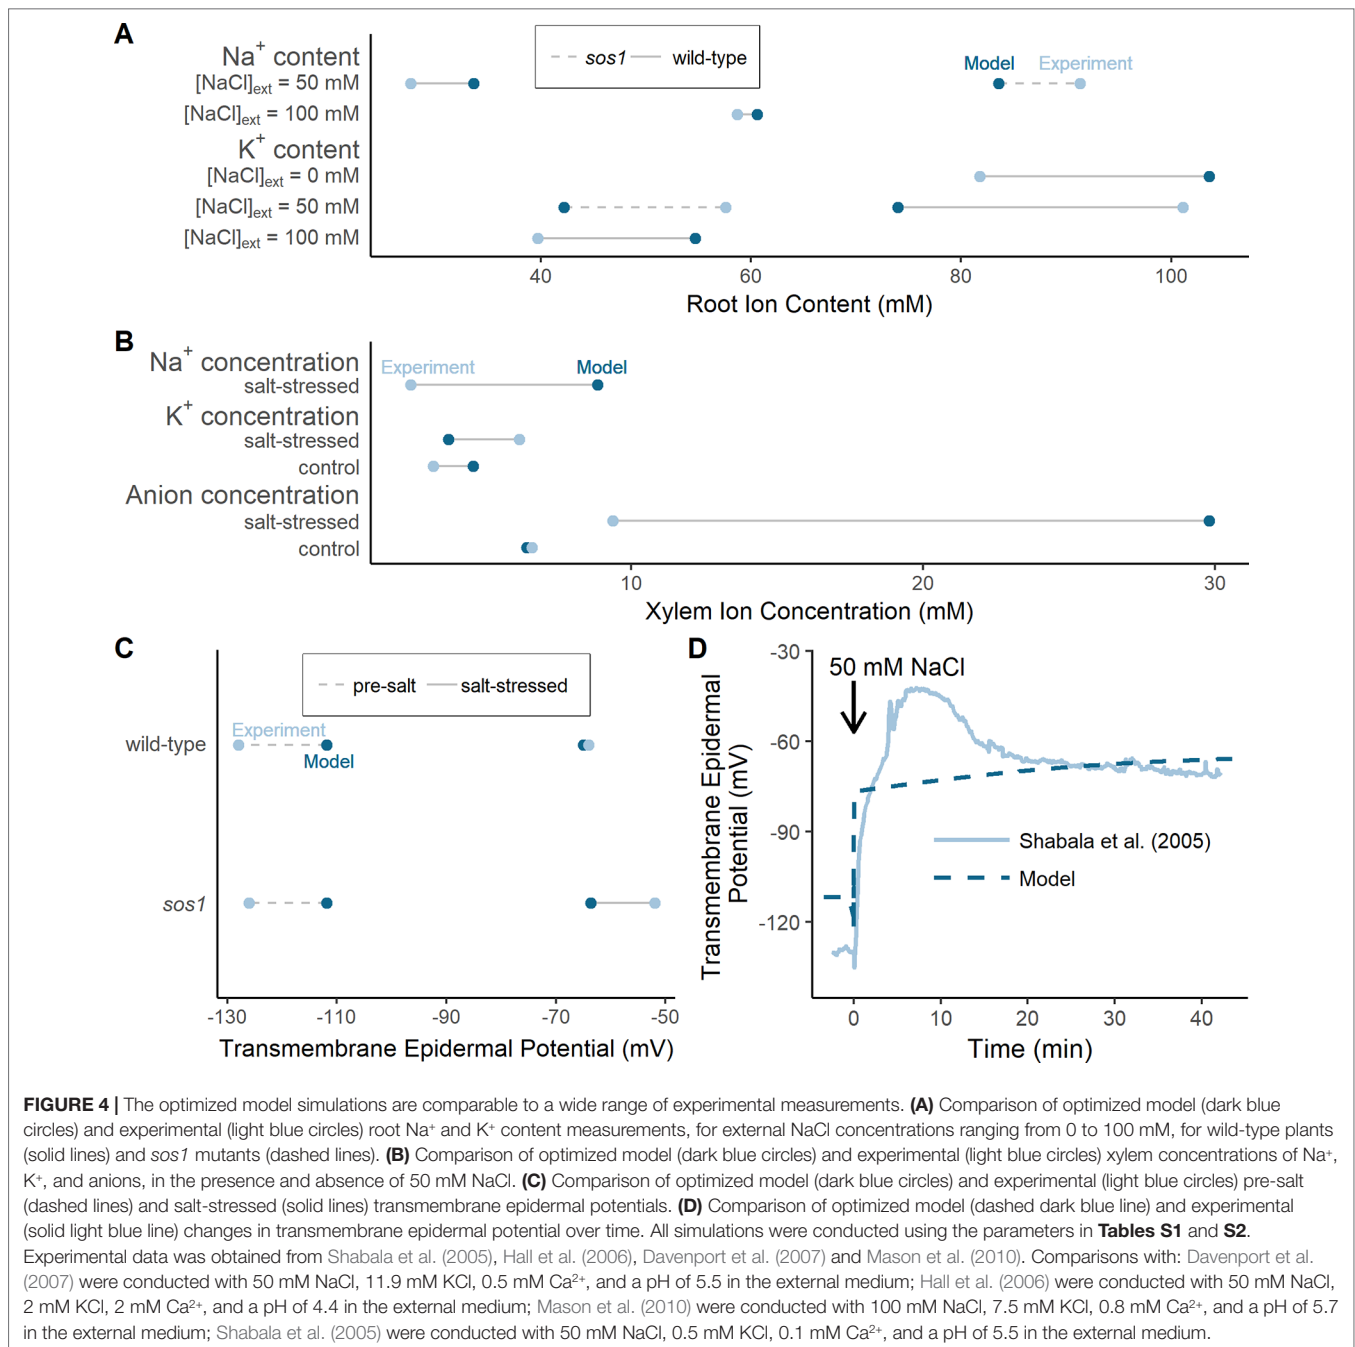 A
sos1 wild-type
Model Experiment
Na+ content
[NaCl]ext = 50 mM
[NaCl]ext = 100 mM
K+ content
[NaCl]ext = 0 mM
[NaCl]ext = 50 mM
[NaCl]ext = 100 mM
40 60 80 100
Root Ion Content (mM)
B
Experiment Model
Na+ concentration
salt-stressed
K+ concentration
salt-stressed
control
Anion concentration
salt-stressed
control
10 20 30
Xylem Ion Concentration (mM)
C
pre-salt salt-stressed
Experiment
Model
wild-type
sos1
-130 -110 -90 -70 -50
Transmembrane Epidermal Potential (mV)
D
50 mM NaCl
Transmembrane Epidermal
Potential (mV)
-30
-60
-90
-120
Shabala et al. (2005)
Model
0 10 20 30 40
Time (min)
FIGURE 4 | The optimized model simulations are comparable to a wide range of experimental measurements. (A) Comparison of optimized model (dark blue
circles) and experimental (light blue circles) root Na+ and K+ content measurements, for external NaCl concentrations ranging from 0 to 100 mM, for wild-type plants
(solid lines) and sos1 mutants (dashed lines). (B) Comparison of optimized model (dark blue circles) and experimental (light blue circles) xylem concentrations of Na+,
K+, and anions, in the presence and absence of 50 mM NaCl. (C) Comparison of optimized model (dark blue circles) and experimental (light blue circles) pre-salt
(dashed lines) and salt-stressed (solid lines) transmembrane epidermal potentials. (D) Comparison of optimized model (dashed dark blue line) and experimental
(solid light blue line) changes in transmembrane epidermal potential over time. All simulations were conducted using the parameters in Tables S1 and S2.
Experimental data was obtained from Shabala et al. (2005), Hall et al. (2006), Davenport et al. (2007) and Mason et al. (2010). Comparisons with: Davenport et al.
(2007) were conducted with 50 mM NaCl, 11.9 mM KCl, 0.5 mM Ca2+, and a pH of 5.5 in the external medium; Hall et al. (2006) were conducted with 50 mM NaCl,
2 mM KCl, 2 mM Ca2+, and a pH of 4.4 in the external medium; Mason et al. (2010) were conducted with 100 mM NaCl, 7.5 mM KCl, 0.8 mM Ca2+, and a pH of 5.7
in the external medium; Shabala et al. (2005) were conducted with 50 mM NaCl, 0.5 mM KCl, 0.1 mM Ca2+, and a pH of 5.5 in the external medium.